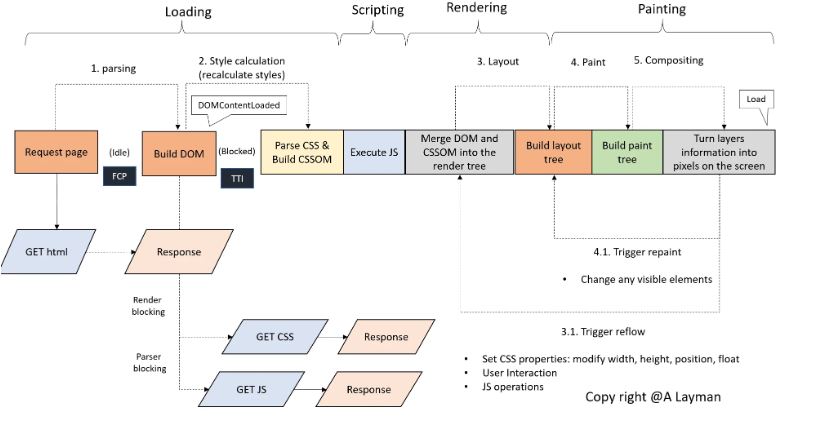 Loading
Scripting
Rendering
Painting
1. parsing
2. Style calculation
(recalculate styles)
3. Layout
4. Paint
5. Compositing
DOMContentLoaded
Load
Request page
(Idle)
FCP
Build DOM
(Blocked)
TTI
Parse CSS &
Build CSSOM
Execute JS
Merge DOM and
CSSOM into the
render tree
Build layout
tree
Build paint
tree
Turn layers
information into
pixels on the screen
GET html
Response
4.1. Trigger repaint
• Change any visible elements
Render
blocking
GET CSS
Response
3.1. Trigger reflow
Parser
blocking
GET JS
Response
• Set CSS properties: modify width, height, position, float
• User Interaction
• JS operations
Copy right @A Layman